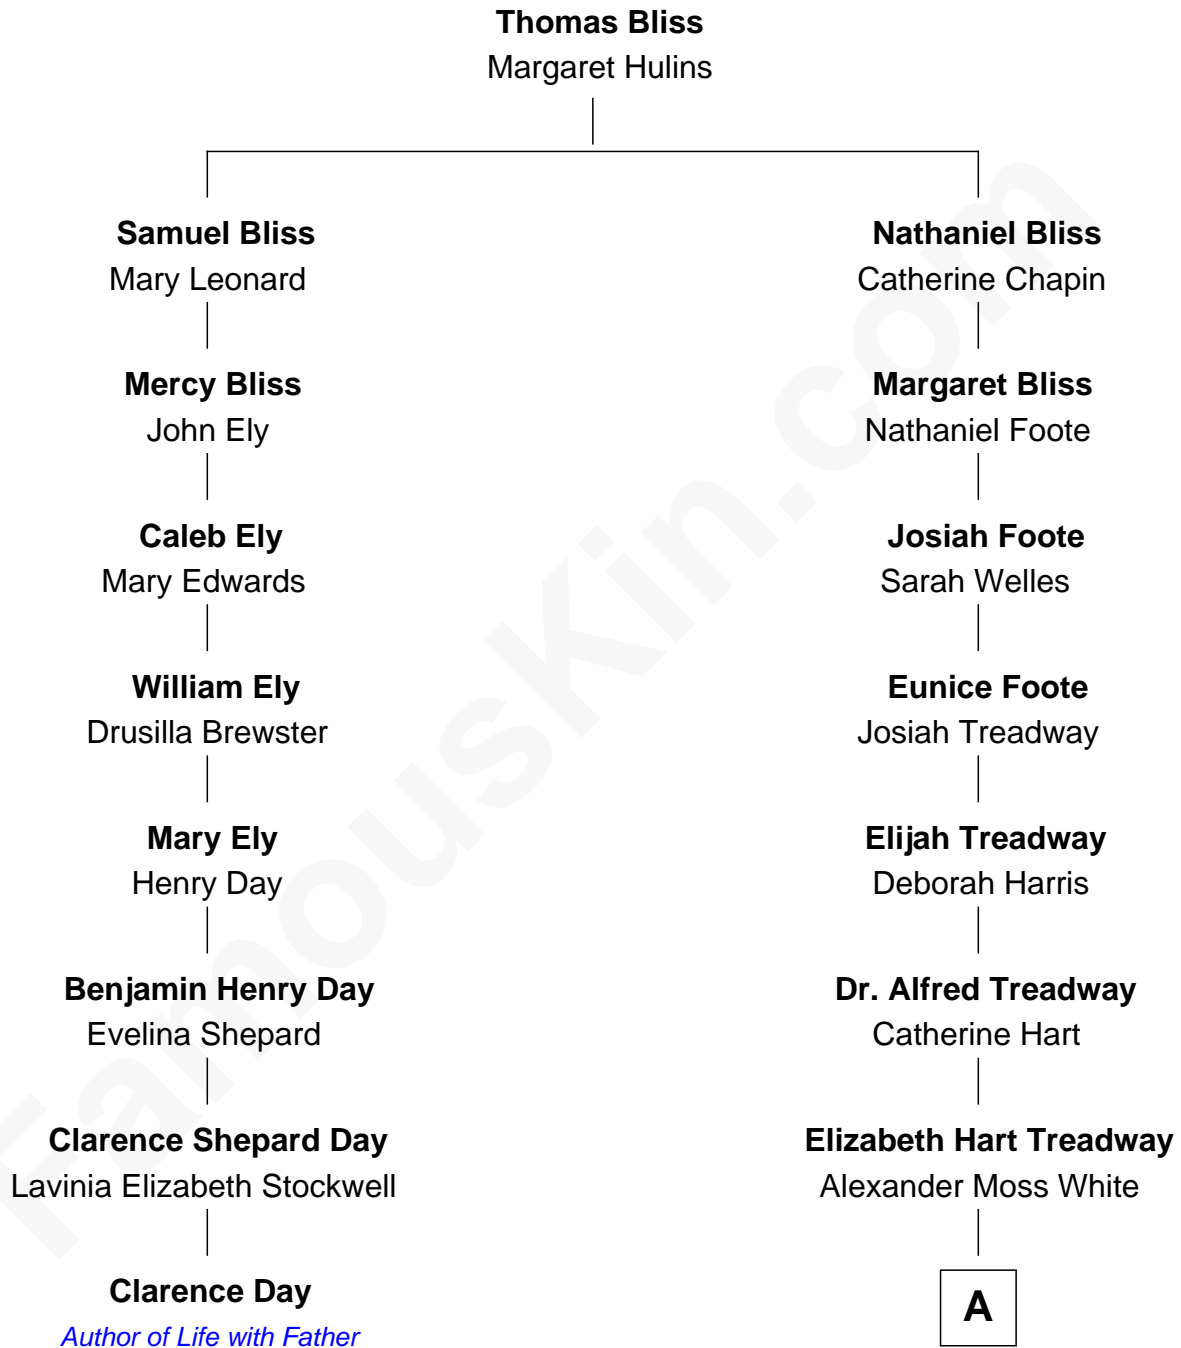 Thomas Bliss
Margaret Hulins
Samuel Bliss
Mary Leonard
Nathaniel Bliss
Catherine Chapin
Mercy Bliss
John Ely
Margaret Bliss
Nathaniel Foote
Caleb Ely
Mary Edwards
Josiah Foote
Sarah Welles
William Ely
Drusilla Brewster
Eunice Foote
Josiah Treadway
Mary Ely
Henry Day
Elijah Treadway
Deborah Harris
Benjamin Henry Day
Evelina Shepard
Dr. Alfred Treadway
Catherine Hart
Clarence Shepard Day
Lavinia Elizabeth Stockwell
Elizabeth Hart Treadway
Alexander Moss White
Clarence Day
Author of Life with Father
A
FamousKin.com